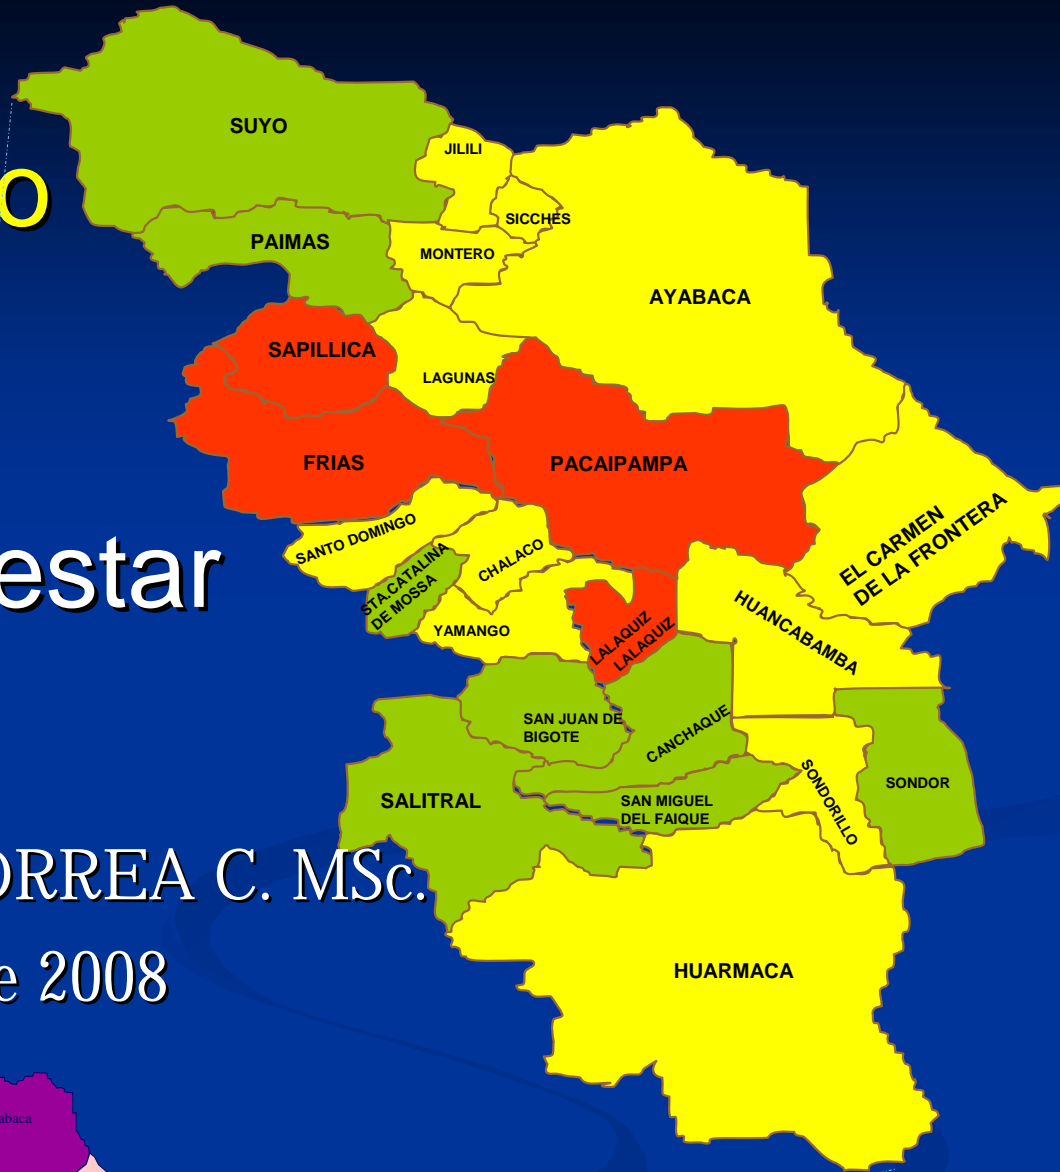 SUYO
JILILI
o
SICCHES
PAIMAS
MONTERO
AYABACA
SAPILLICA
LAGUNAS
FRIAS
PACAIPAMPA
SANTO DOMINGO
CHALACO
EL CARMEN
DE LA FRONTERA
estar
STA.CATALINA
DE MOSSA
YAMANGO
LALAQUIZ
LALAQUIZ
HUANCABAMBA
SAN JUAN DE
BIGOTE
CANCHAQUE
SONDOR
SALITRAL
SAN MIGUEL
DEL FAIQUE
SONDORILLO
ORREA C. MSc.
HUARMACA
e 2008
abaca